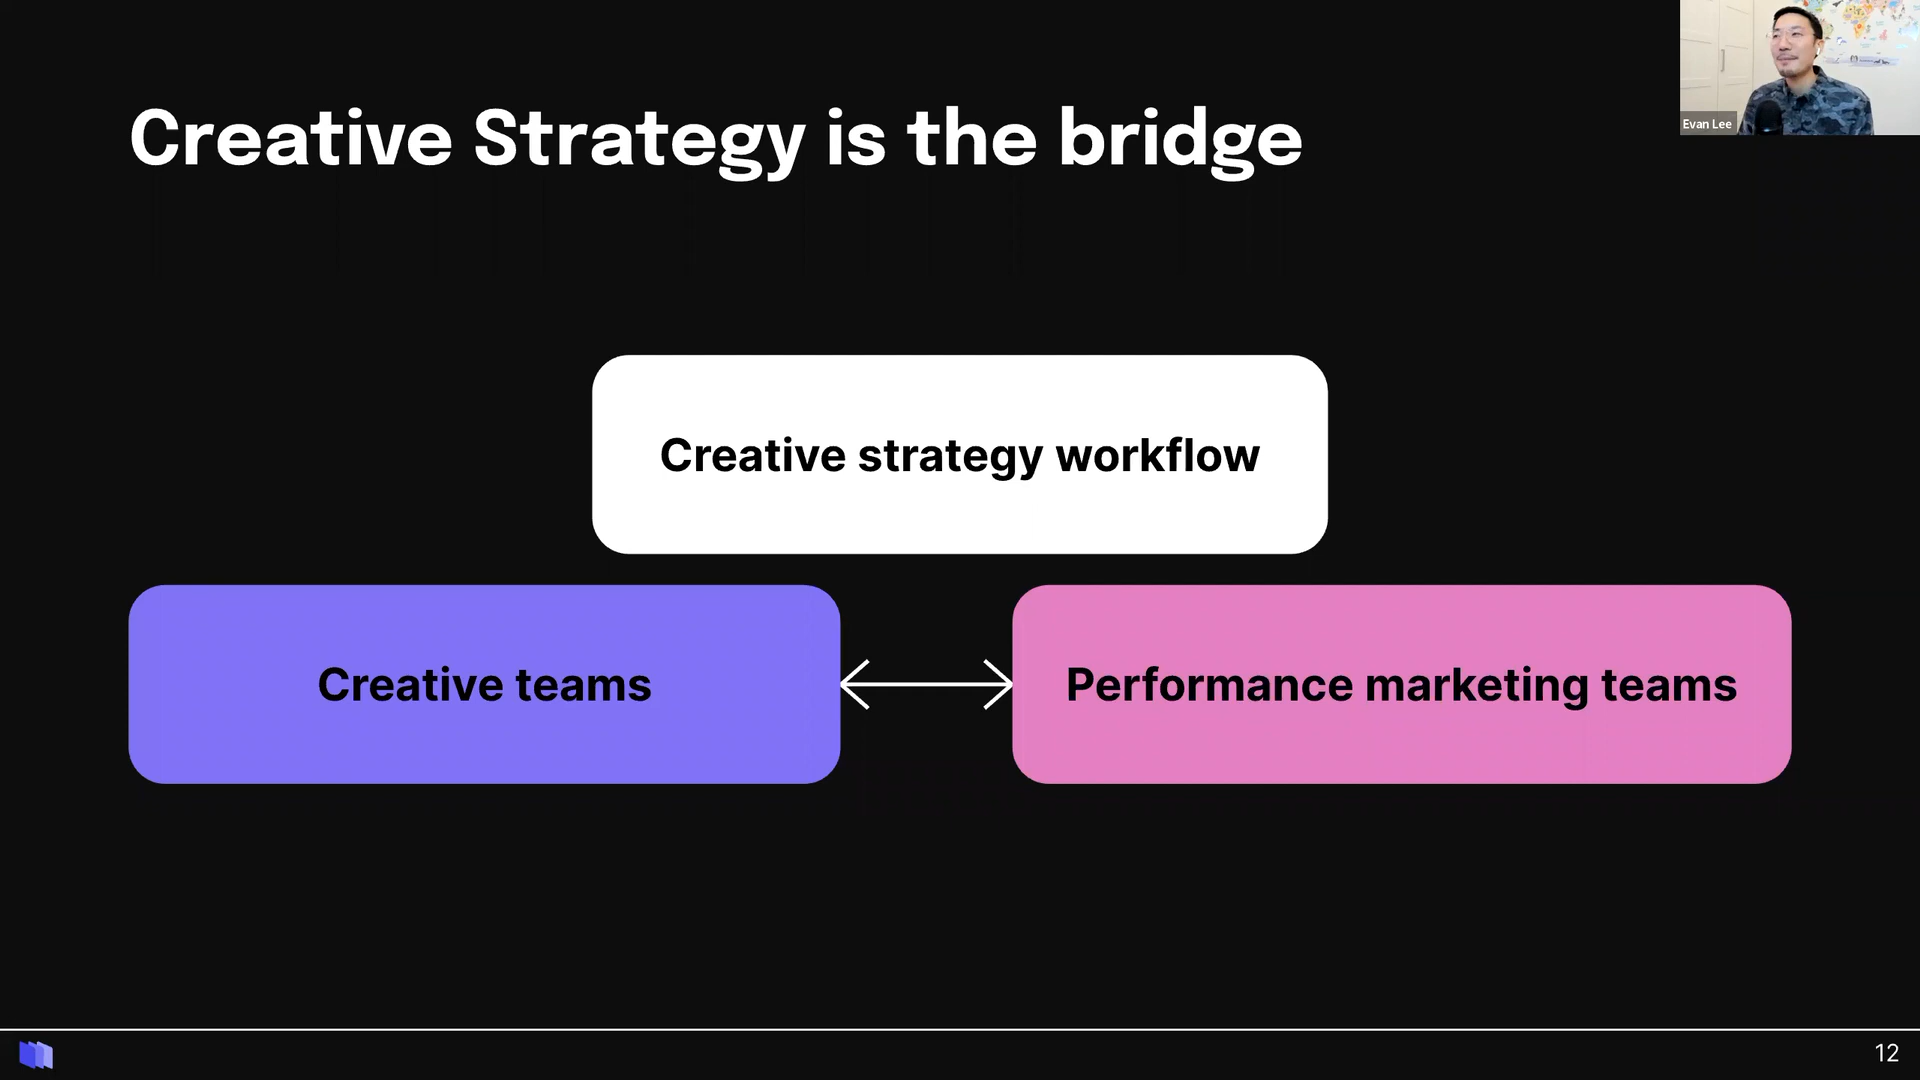 Creative Strategy is the bridge
Evan Lee
Creative strategy workflow
Creative teams
Performance marketing teams
12